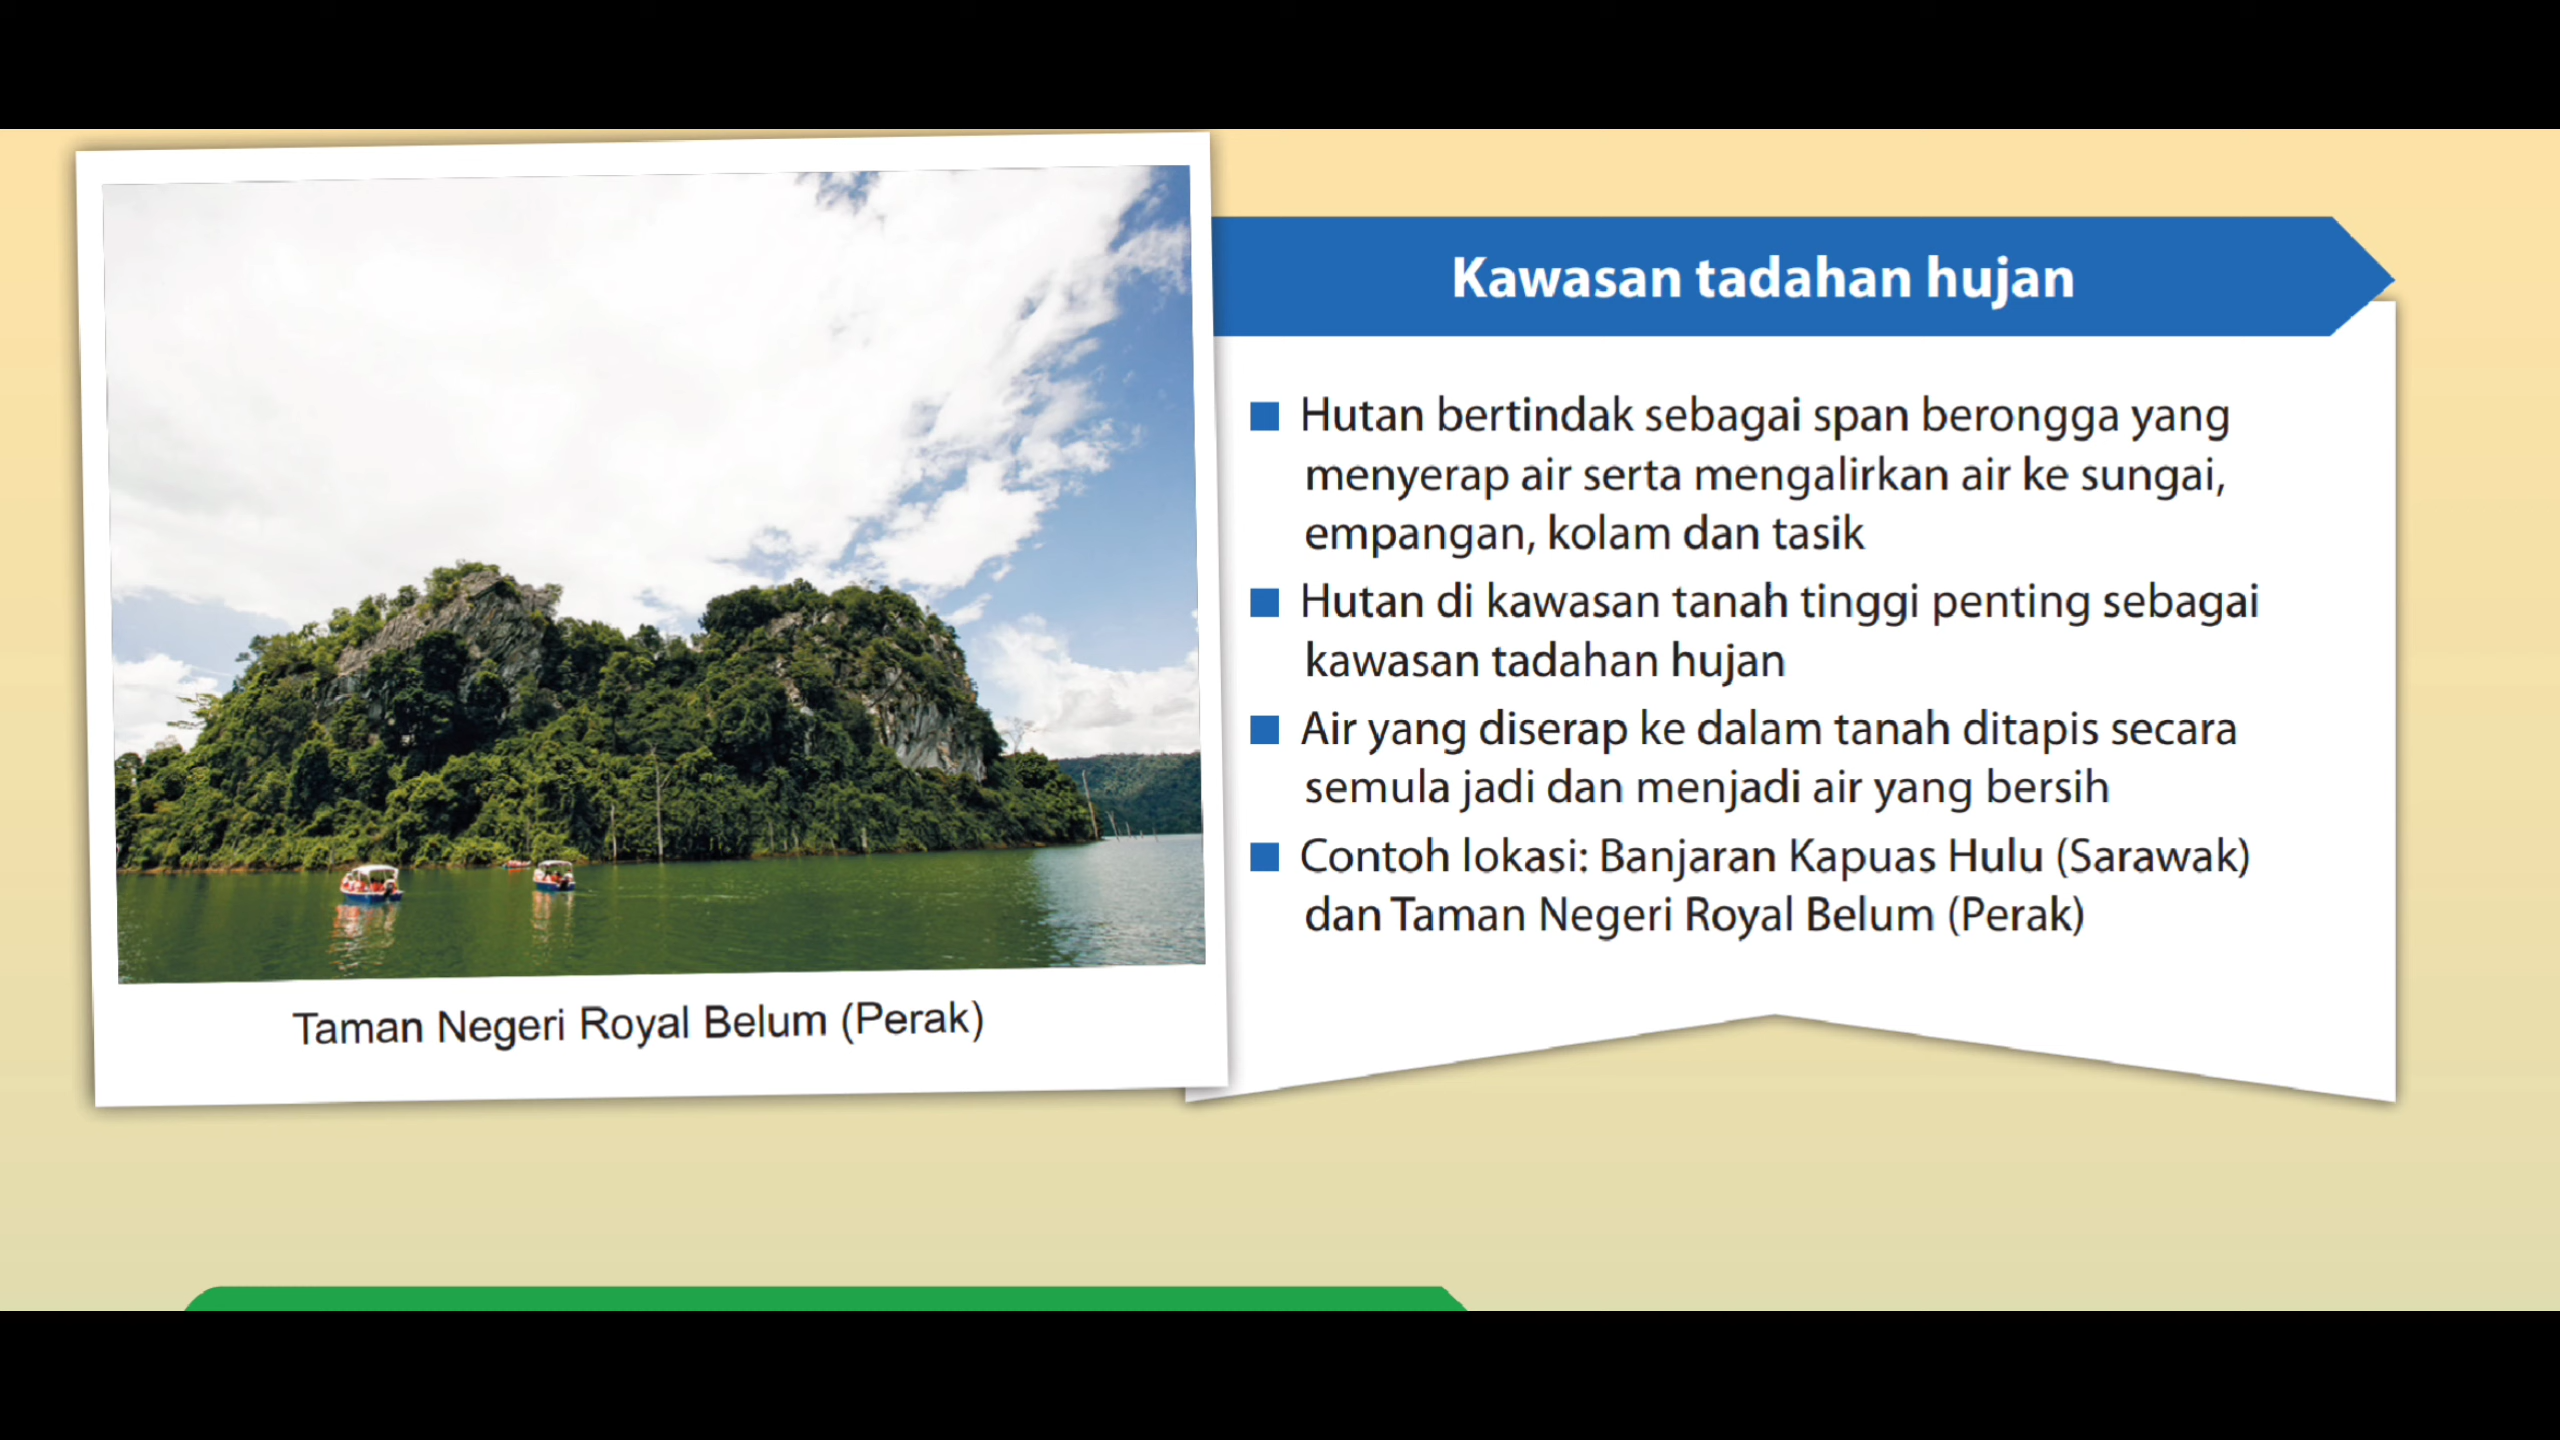 Kawasan tadahan hujan
Hutan bertindak sebagai span berongga yang
menyerap air serta mengalirkan air ke sungai,
empangan, kolam dan tasik
Hutan di kawasan tanah tinggi penting sebagai
kawasan tadahan hujan
Air yang diserap ke dalam tanah ditapis secara
semula jadi dan menjadi air yang bersih
Contoh lokasi: Banjaran Kapuas Hulu (Sarawak)
dan Taman Negeri Royal Belum (Perak)
Taman Negeri Royal Belum (Perak)